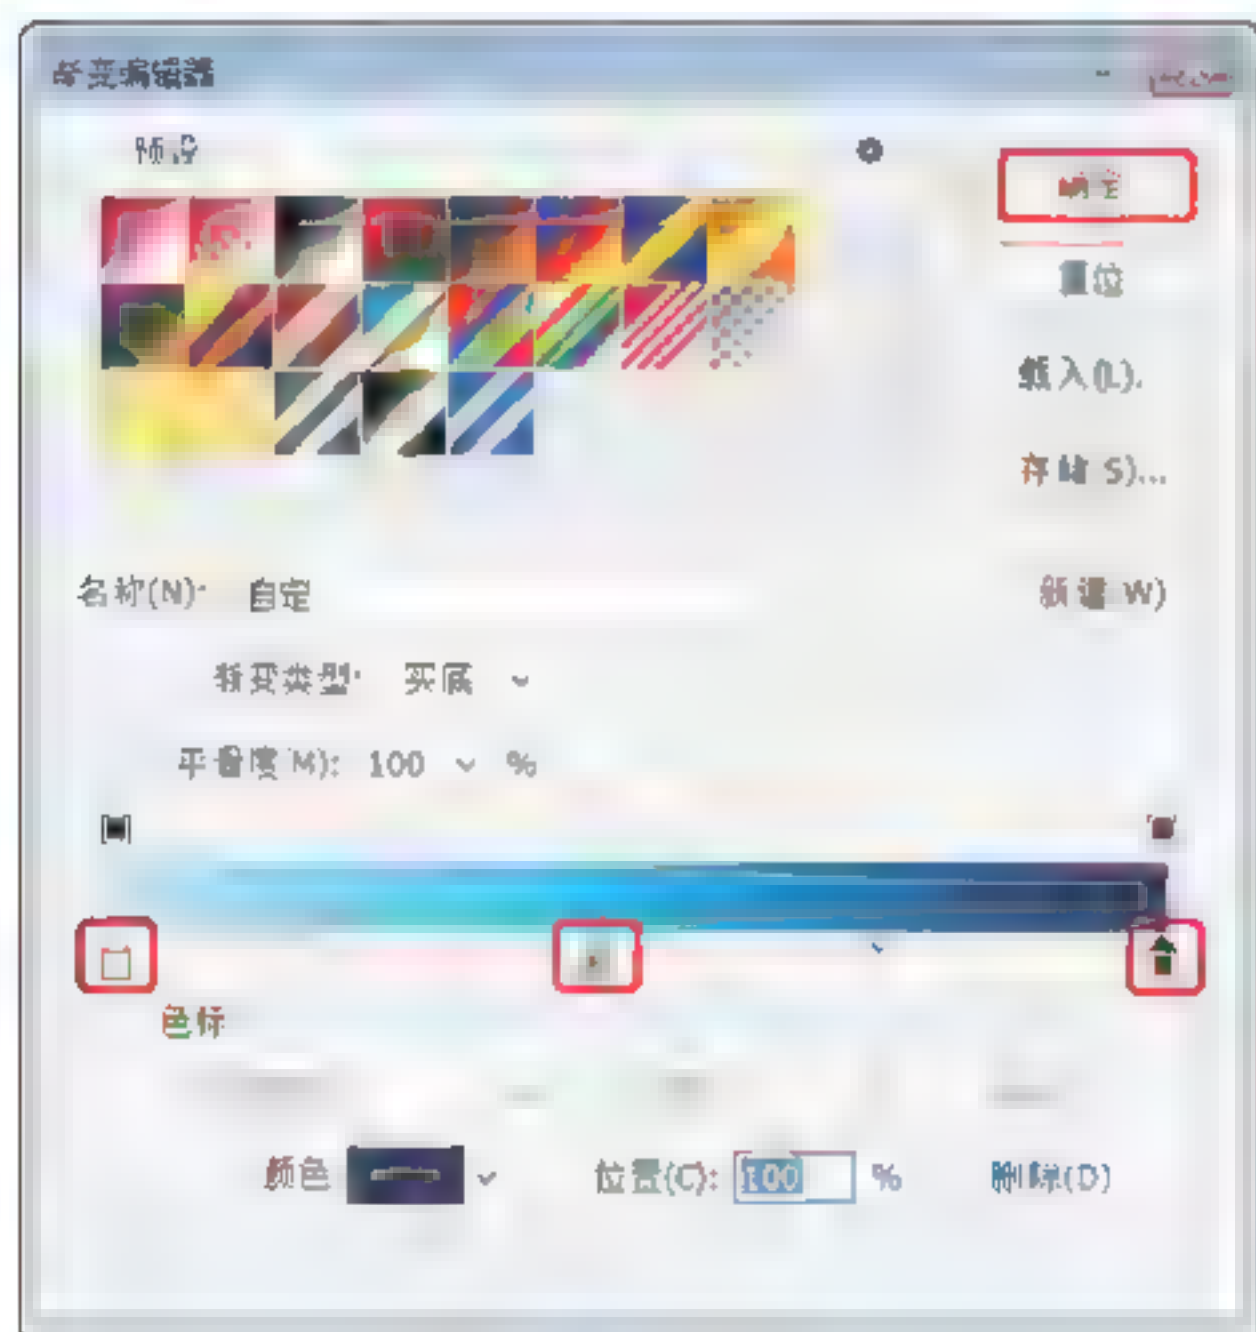 渐变编辑器
预设
确定
复位
载入(L)...
存储(S)...
名称(N): 自定
新建(W)
渐变类型: 实底
平滑度(M): 100 %
色标
颜色 位置(C): 100 % 删除(D)